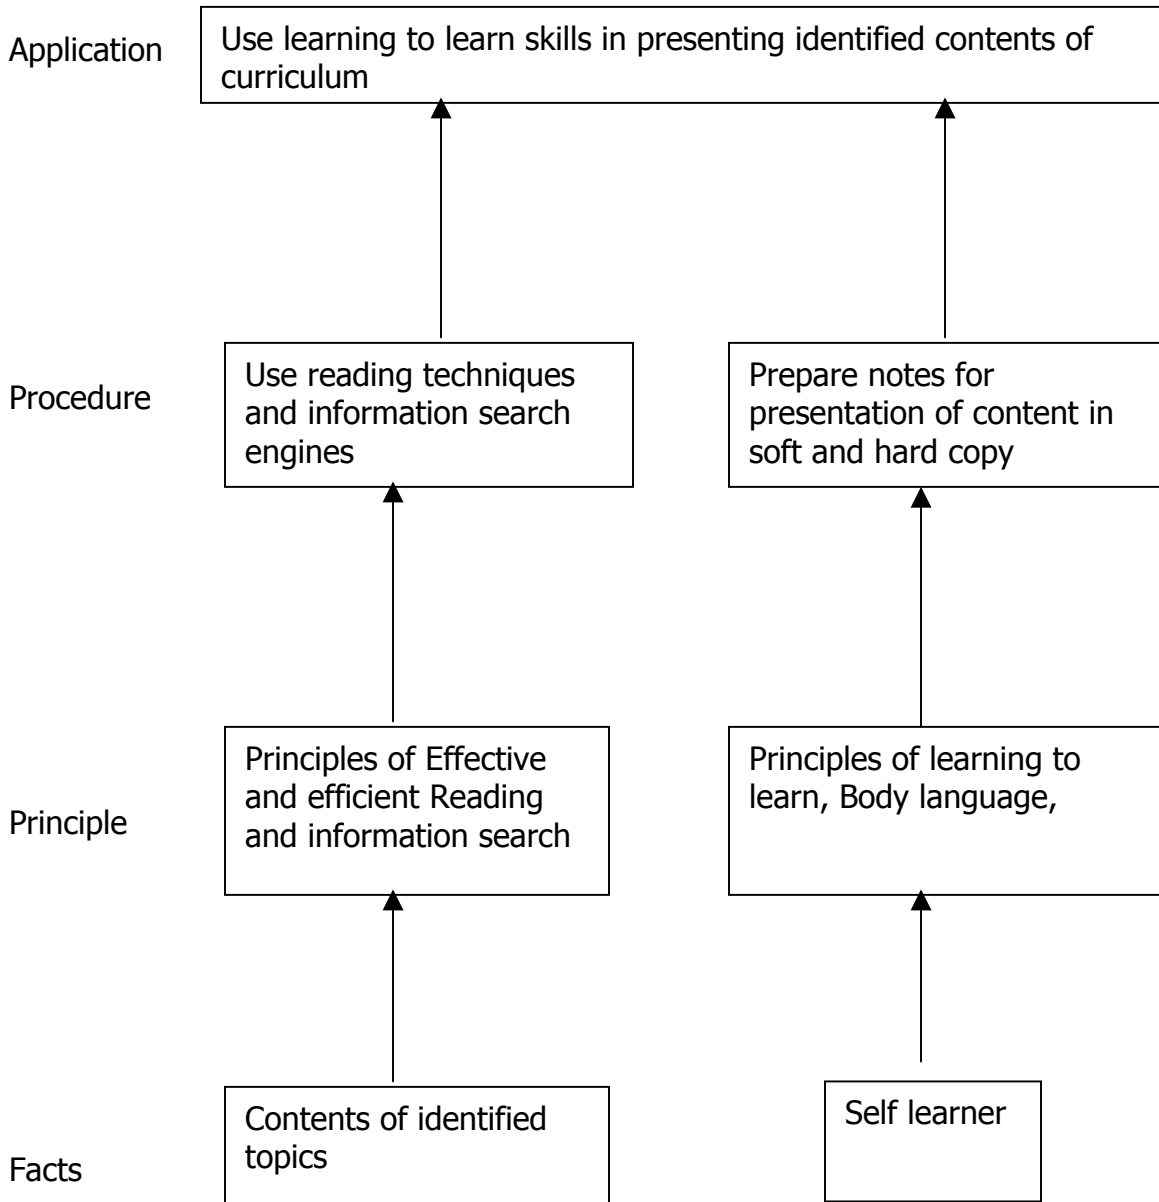 Application
Use learning to learn skills in presenting identified contents of
curriculum
Procedure
Use reading techniques
and information search
engines
Prepare notes for
presentation of content in
soft and hard copy
Principle
Principles of Effective
and efficient Reading
and information search
Principles of learning to
learn, Body language,
Facts
Contents of identified
topics
Self learner